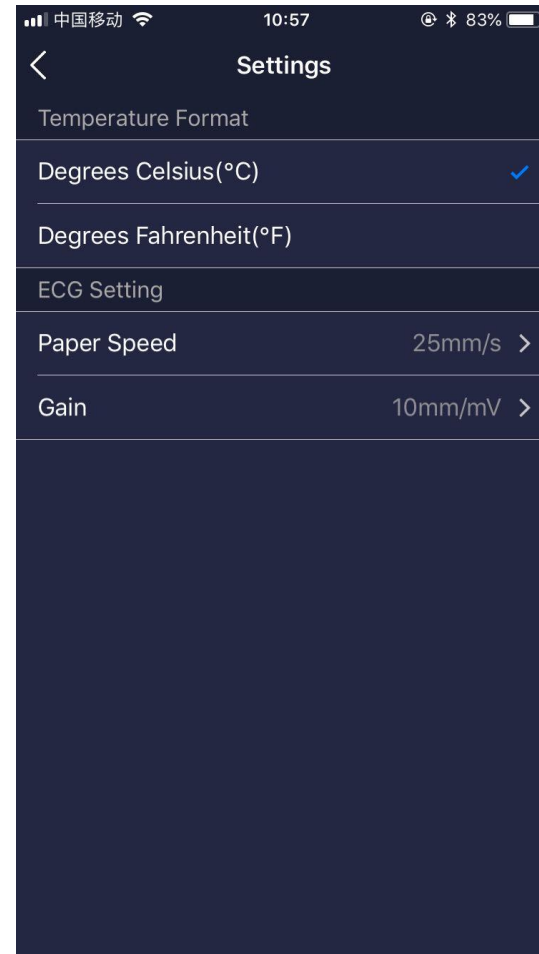 中国移动 10:57 83%
Settings
Temperature Format
Degrees Celsius(°C)
Degrees Fahrenheit(°F)
ECG Setting
Paper Speed 25mm/s
Gain 10mm/mV